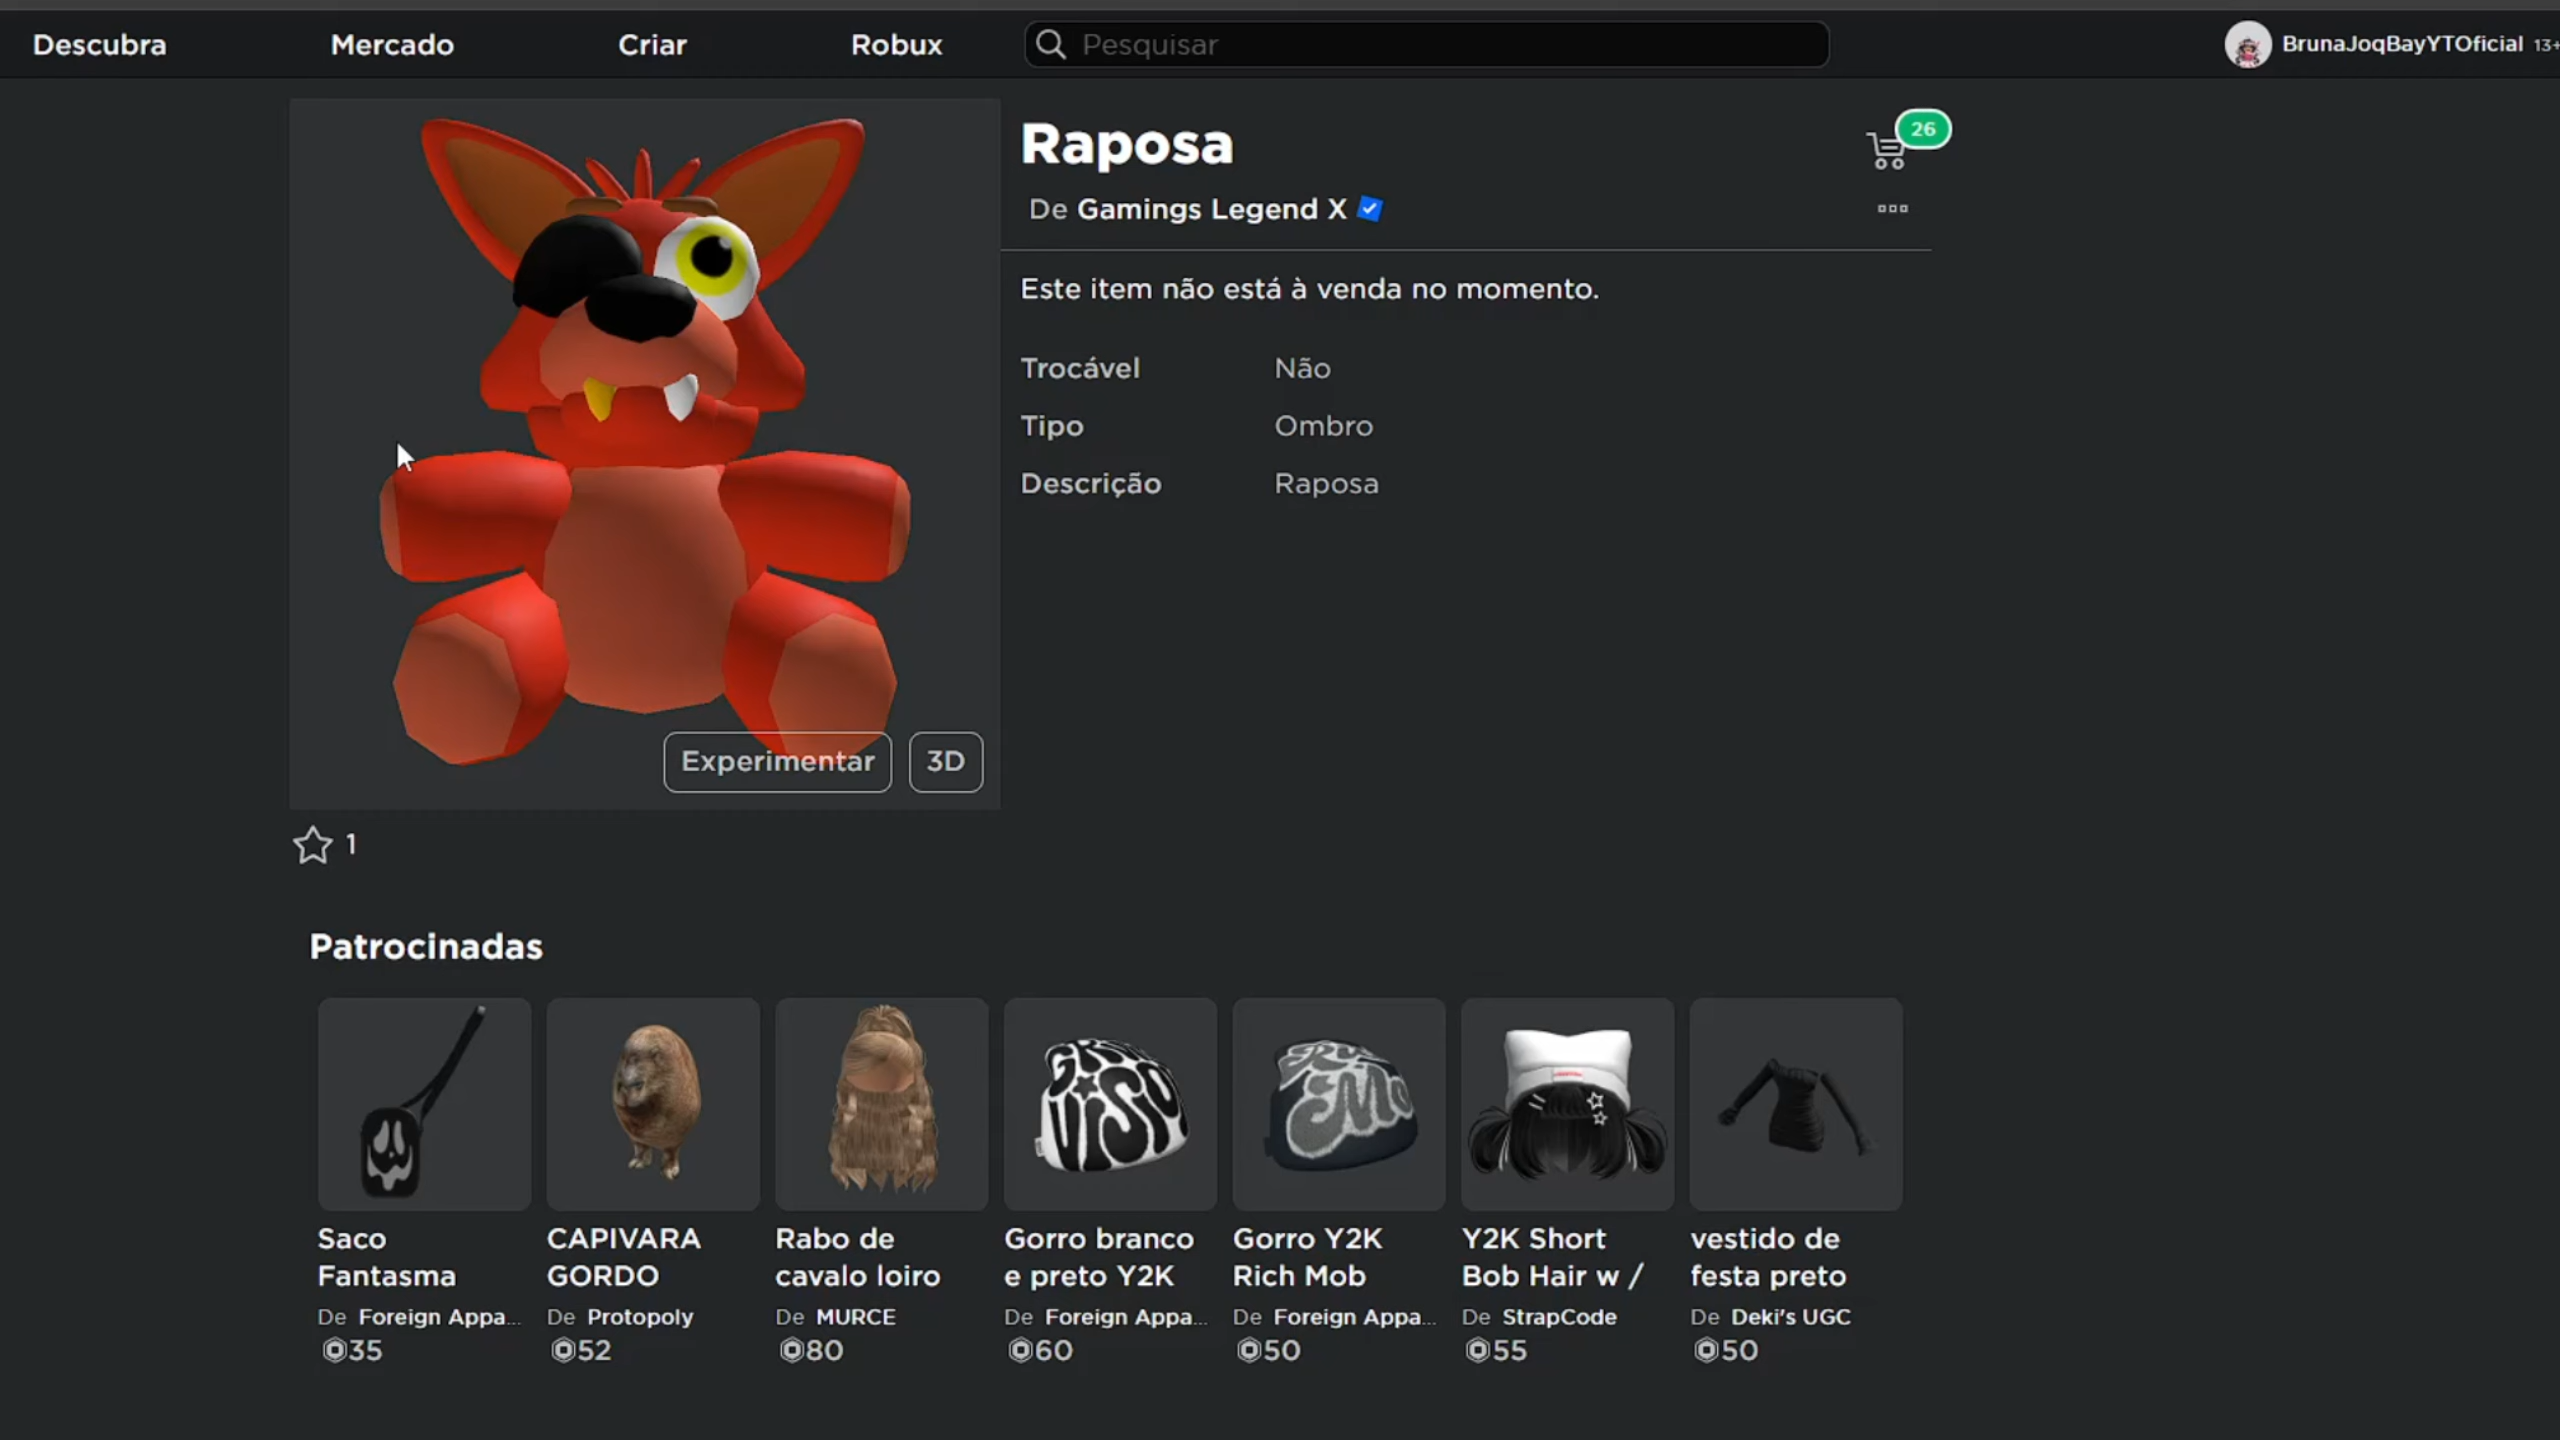 Descubra
Mercado
Criar
Robux
Pesquisar
BrunaJoqBayYTOficial 13+
Raposa
26
De Gamings Legend X
Este item não está à venda no momento.
Trocável Não
Tipo Ombro
Descrição Raposa
Experimentar
3D
1
Patrocinadas
Saco
Fantasma
De Foreign Appa...
35
CAPIVARA
GORDO
De Protopoly
52
Rabo de
cavalo loiro
De MURCE
80
Gorro branco
e preto Y2K
De Foreign Appa...
60
Gorro Y2K
Rich Mob
De Foreign Appa...
50
Y2K Short
Bob Hair w /
De StrapCode
55
vestido de
festa preto
De Deki's UGC
50